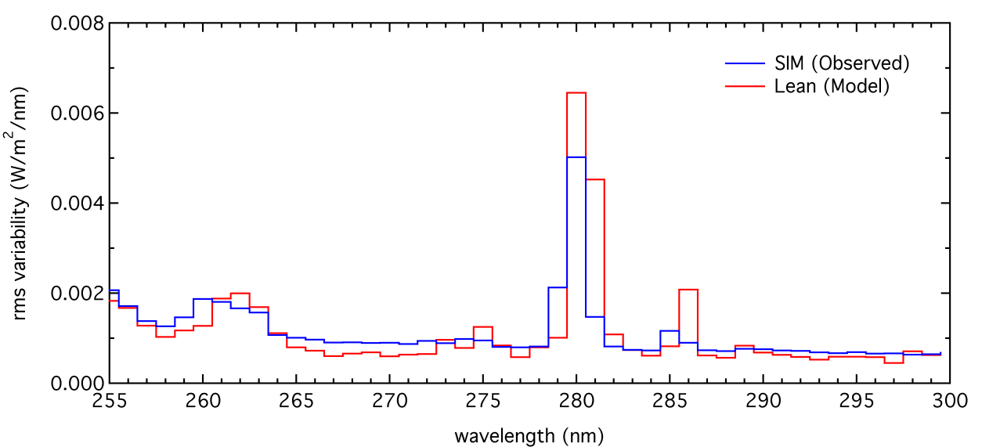 0.008
0.006
0.004
0.002
0.000
rms variability (W/m²/nm)
SIM (Observed)
Lean (Model)
255 260 265 270 275 280 285 290 295 300
wavelength (nm)